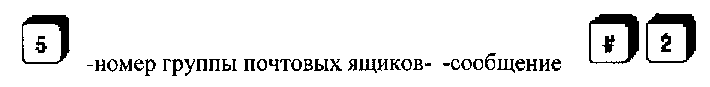 5 -номер группы почтовых ящиков- -сообщение # 2